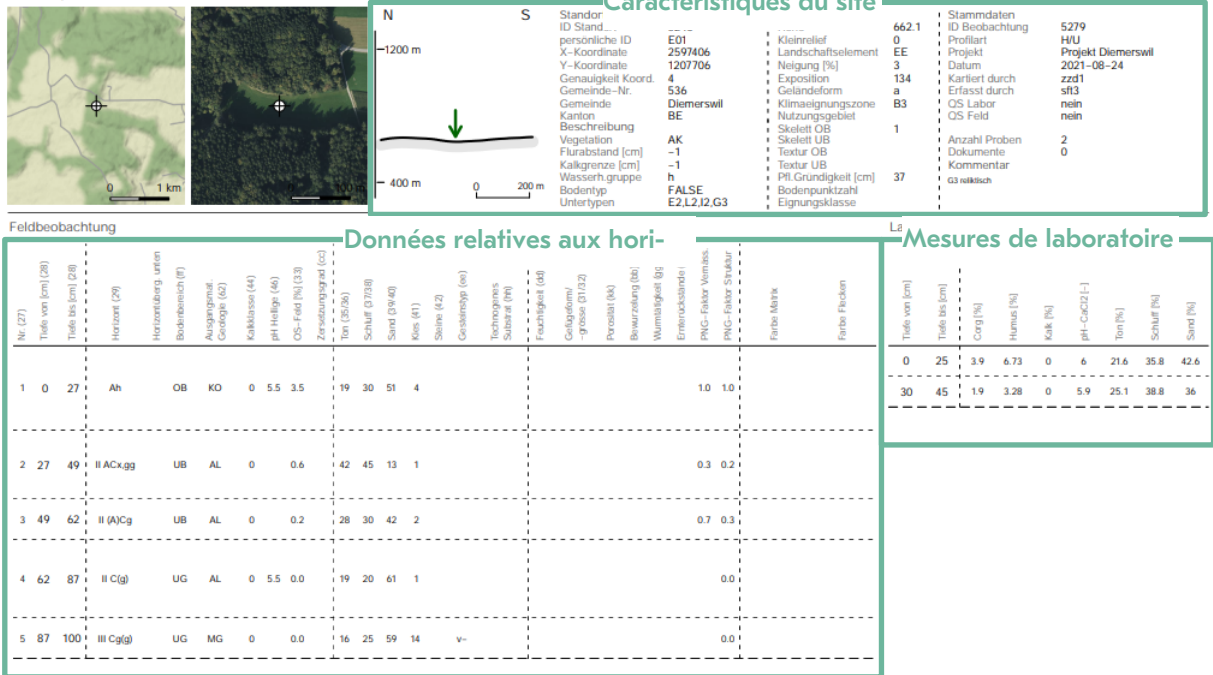 Caractéristiques du site
N S
1200 m
400 m
0 200 m
0 1 km
0 100 m
Standor
ID Stand
persönliche ID E01
X-Koordinate 2597406
Y-Koordinate 1207706
Genauigkeit Koord. 4
Gemeinde-Nr. 536
Gemeinde Diemerswil
Kanton BE
Beschreibung
Vegetation AK
Flurabstand [cm] -1
Kalkgrenze [cm] -1
Wasserh.gruppe h
Bodentyp FALSE
Untertypen E2,L2,I2,G3
662.1
Kleinrelief 0
Landschaftselement EE
Neigung [%] 3
Exposition 134
Geländeform a
Klimaeignungszone B3
Nutzungsgebiet
Skelett OB 1
Skelett UB
Textur OB
Textur UB
Pfl.Gründigkeit [cm] 37
Bodenpunktzahl
Eignungsklasse
Stammdaten
ID Beobachtung 5279
Profilart H/U
Projekt Projekt Diemerswil
Datum 2021-08-24
Kartiert durch zzd1
Erfasst durch sft3
QS Labor nein
QS Feld nein
Anzahl Proben 2
Dokumente 0
Kommentar
G3 reliktisch
Feldbeobachtung
La
Données relatives aux hori-
Mesures de laboratoire
Nr. (27)
Tiefe von [cm] (28)
Tiefe bis [cm] (28)
Horizont (29)
Horizontüberg. unten
Bodenbereich (ff)
Ausgangsmat.
Geologie (62)
Kalkklasse (44)
pH Hellige (46)
OS-Feld [%] (33)
Zersetzungsgrad (cc)
Ton (35/36)
Schluff (37/38)
Sand (39/40)
Kies (41)
Steine (42)
Gesteinstyp (ee)
Technogenes
Substrat (hh)
Feuchtigkeit (dd)
Gefügeform/
-grösse (31/32)
Porosität (kk)
Bewurzelung (bb)
Wurmtätigkeit (gg
Ernterückstände (
PNG-Faktor Vernäss.
PNG-Faktor Struktur
Farbe Matrix
Farbe Flecken
1 0 27 Ah OB KO 0 5.5 3.5 19 30 51 4 1.0 1.0
2 27 49 II ACx,gg UB AL 0 0.6 42 45 13 1 0.3 0.2
3 49 62 II (A)Cg UB AL 0 0.2 28 30 42 2 0.7 0.3
4 62 87 II C(g) UG AL 0 5.5 0.0 19 20 61 1 0.0
5 87 100 III Cg(g) UG MG 0 0.0 16 25 59 14 v- 0.0
Tiefe von [cm]
Tiefe bis [cm]
Corg [%]
Humus [%]
Kalk [%]
pH-CaCl2 [-]
Ton [%]
Schluff [%]
Sand [%]
0 25 3.9 6.73 0 6 21.6 35.8 42.6
30 45 1.9 3.28 0 5.9 25.1 38.8 36